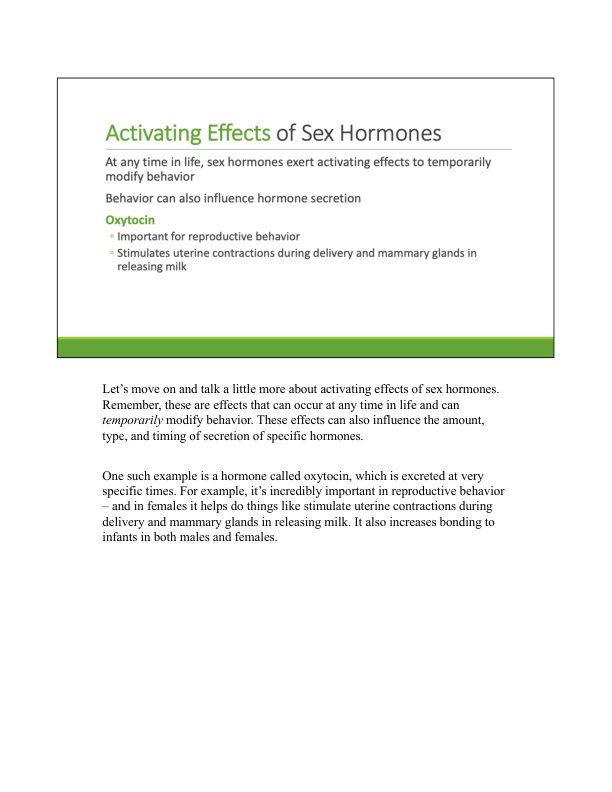 Activating Effects of Sex Hormones
At any time in life, sex hormones exert activating effects to temporarily
modify behavior
Behavior can also influence hormone secretion
Oxytocin
◦ Important for reproductive behavior
◦ Stimulates uterine contractions during delivery and mammary glands in
releasing milk
Let’s move on and talk a little more about activating effects of sex hormones.
Remember, these are effects that can occur at any time in life and can
temporarily modify behavior. These effects can also influence the amount,
type, and timing of secretion of specific hormones.
One such example is a hormone called oxytocin, which is excreted at very
specific times. For example, it’s incredibly important in reproductive behavior
– and in females it helps do things like stimulate uterine contractions during
delivery and mammary glands in releasing milk. It also increases bonding to
infants in both males and females.